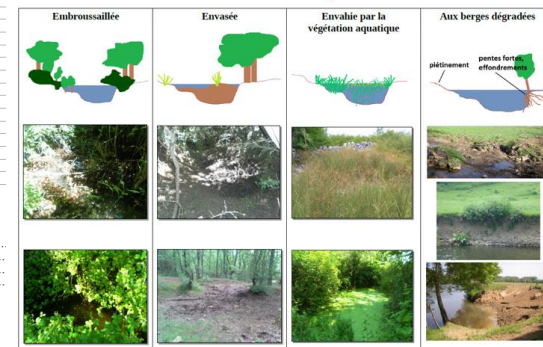 Embroussaillée
Envasée
Envahie par la
végétation aquatique
Aux berges dégradées
piétinement
pentes fortes,
effondrements